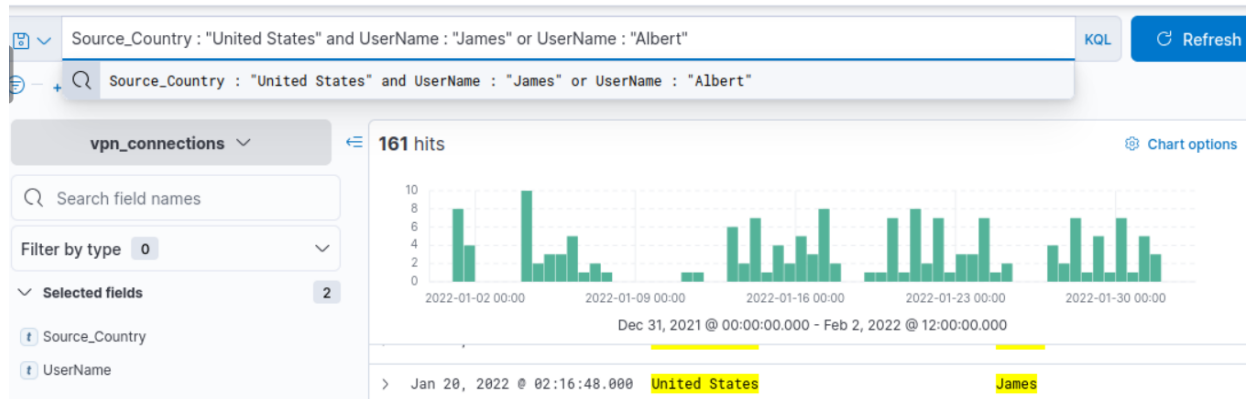 Source_Country : "United States" and UserName : "James" or UserName : "Albert"
KQL
Refresh
Source_Country : "United States" and UserName : "James" or UserName : "Albert"
+
vpn_connections
161 hits
Chart options
Search field names
Filter by type 0
Selected fields 2
t Source_Country
t UserName
10
8
6
4
2
0
2022-01-02 00:00 2022-01-09 00:00 2022-01-16 00:00 2022-01-23 00:00 2022-01-30 00:00
Dec 31, 2021 @ 00:00:00.000 - Feb 2, 2022 @ 12:00:00.000
Jan 20, 2022 @ 02:16:48.000 United States James